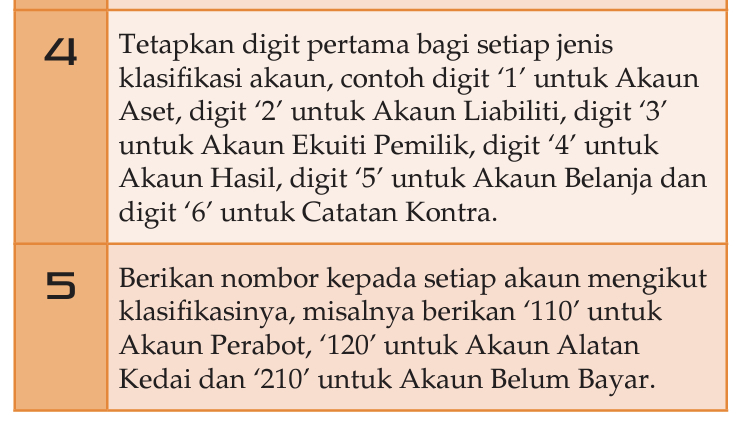 4
Tetapkan digit pertama bagi setiap jenis
klasifikasi akaun, contoh digit ‘1’ untuk Akaun
Aset, digit ‘2’ untuk Akaun Liabiliti, digit ‘3’
untuk Akaun Ekuiti Pemilik, digit ‘4’ untuk
Akaun Hasil, digit ‘5’ untuk Akaun Belanja dan
digit ‘6’ untuk Catatan Kontra.
5
Berikan nombor kepada setiap akaun mengikut
klasifikasinya, misalnya berikan ‘110’ untuk
Akaun Perabot, ‘120’ untuk Akaun Alatan
Kedai dan ‘210’ untuk Akaun Belum Bayar.